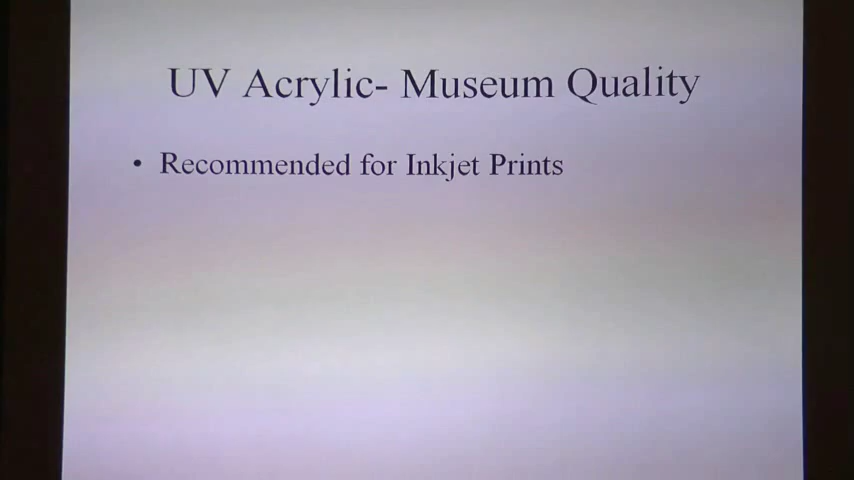 UV Acrylic- Museum Quality
• Recommended for Inkjet Prints